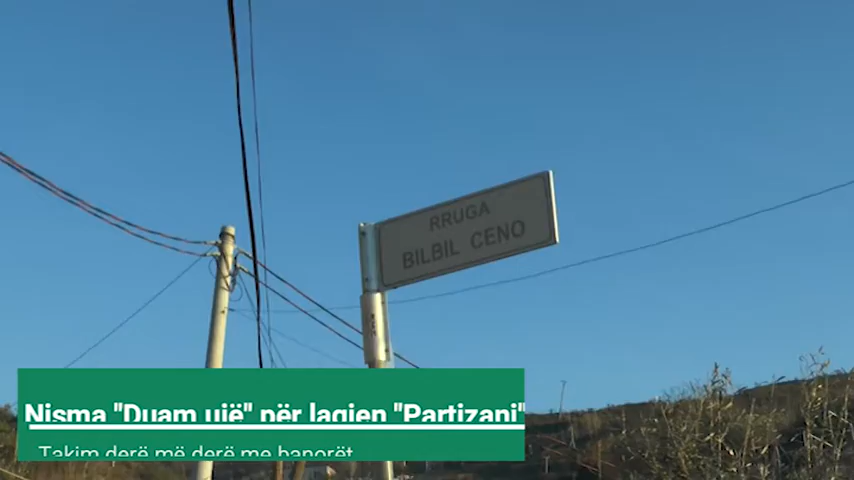 RRUGA
BILBIL CENO
Nisma "Duam ujë" për lagjen "Partizani"
Takim derë më derë me banorët